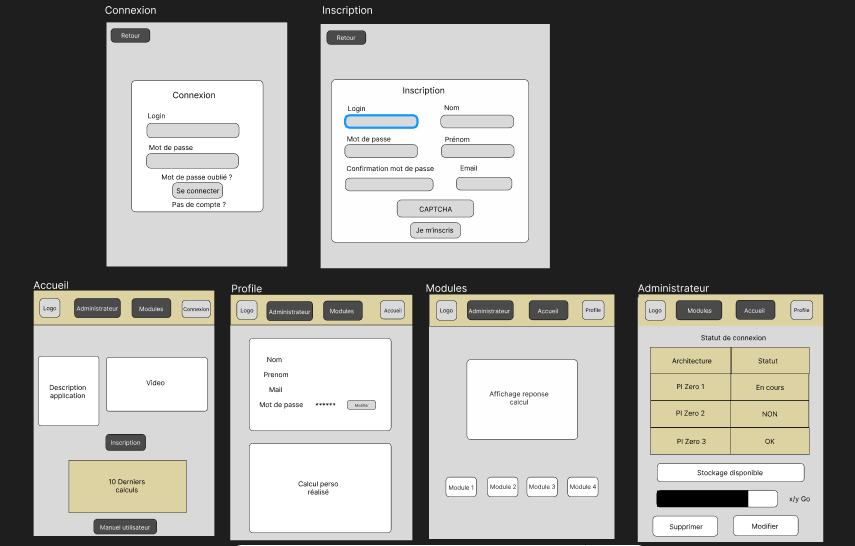 Connexion
Retour
Connexion
Login
Mot de passe
Mot de passe oublié ?
Se connecter
Pas de compte ?
Inscription
Retour
Inscription
Login
Nom
Mot de passe
Prénom
Confirmation mot de passe
Email
CAPTCHA
Je m'inscris
Accueil
Logo
Administrateur
Modules
Connexion
Description
application
Video
Inscription
10 Derniers
calculs
Manuel utilisateur
Profile
Logo
Administrateur
Modules
Accueil
Nom
Prenom
Mail
Mot de passe ****** Modifier
Calcul perso
réalisé
Modules
Logo
Administrateur
Accueil
Profile
Affichage reponse
calcul
Module 1
Module 2
Module 3
Module 4
Administrateur
Logo
Modules
Accueil
Profile
Statut de connexion
Architecture Statut
PI Zero 1 En cours
PI Zero 2 NON
PI Zero 3 OK
Stockage disponible
x/y Go
Supprimer
Modifier